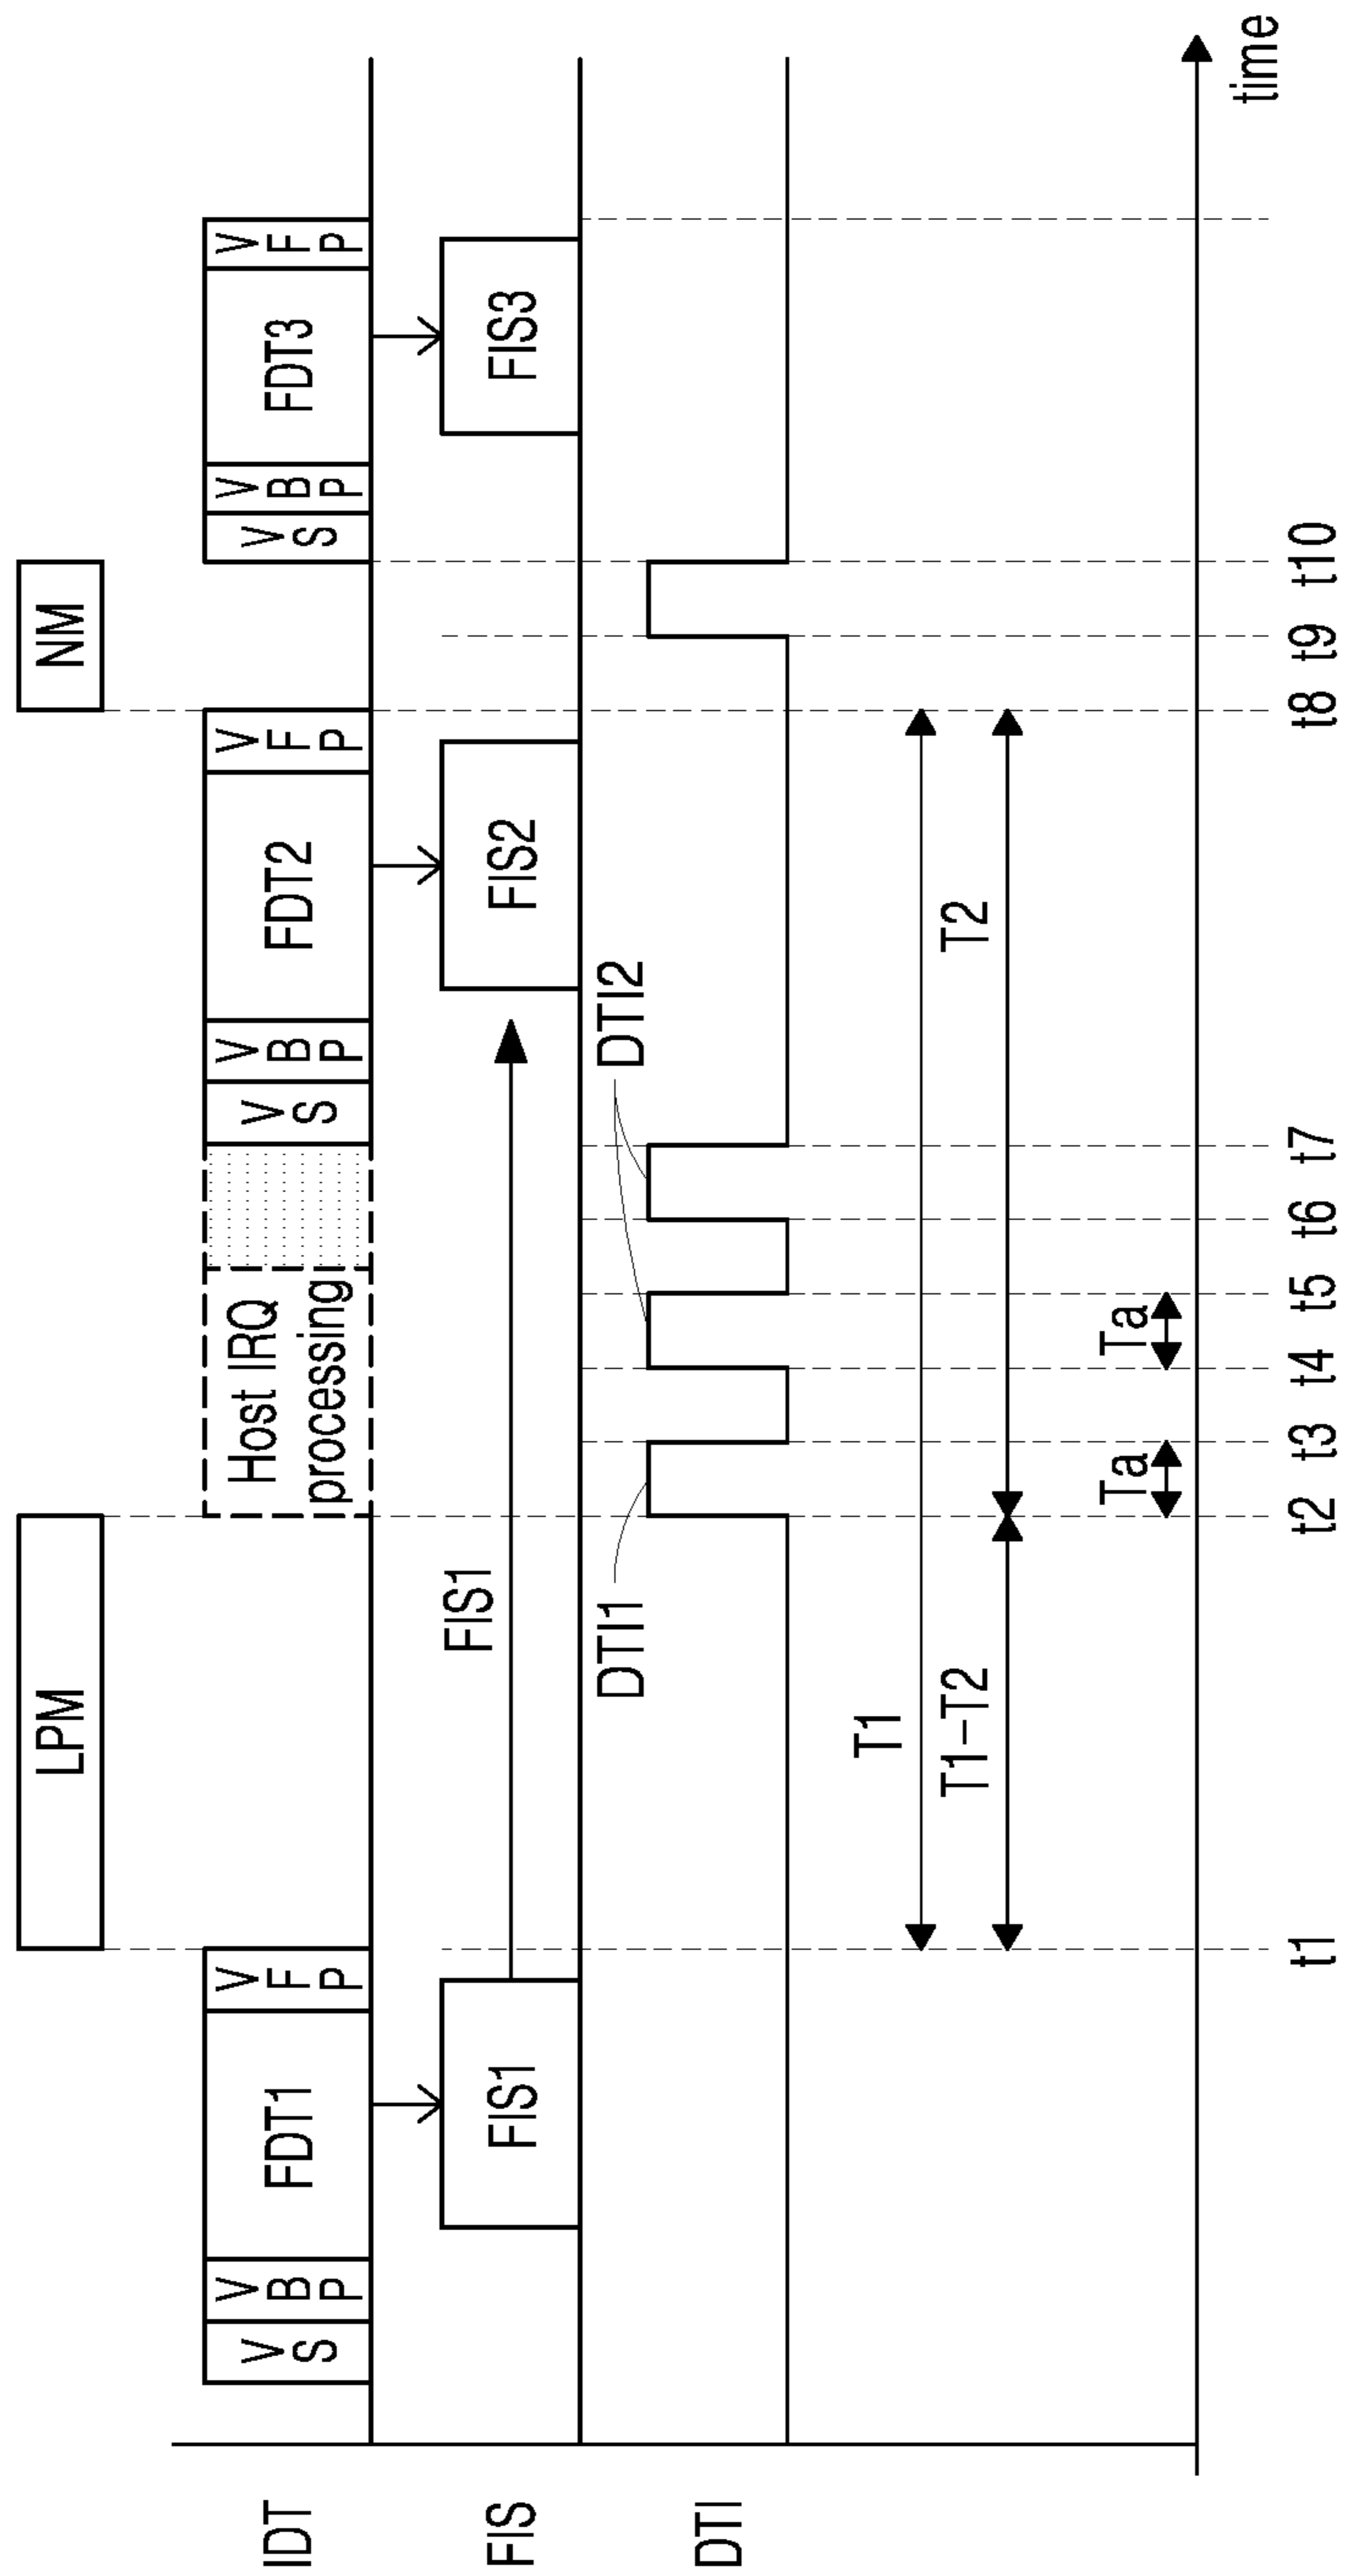 LPM
NM
IDT
VS
VBP
FDT1
VFP
Host IRQ
processing
VS
VBP
FDT2
VFP
VS
VBP
FDT3
VFP
FIS
FIS1
FIS1
FIS2
FIS3
DTI
DTI1
DTI2
T1
T1-T2
T2
Ta
Ta
t1
t2
t3
t4
t5
t6
t7
t8
t9
t10
time